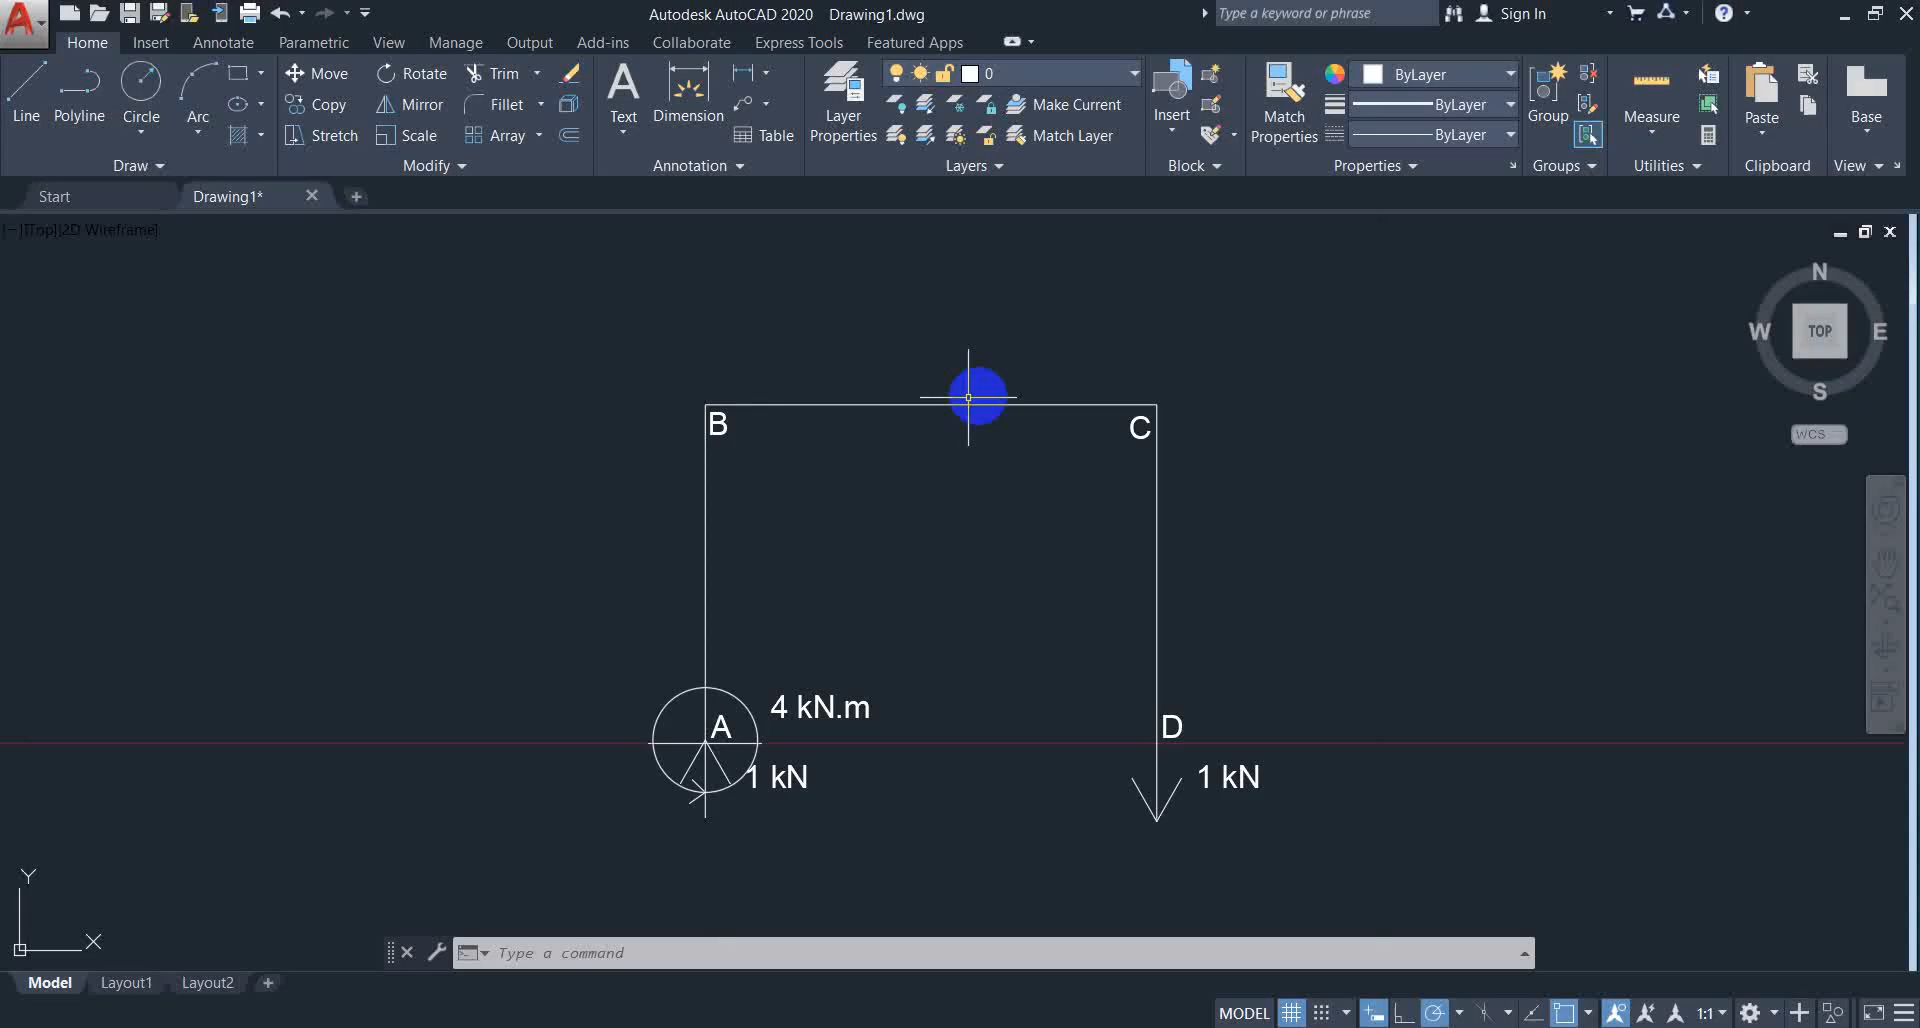 Autodesk AutoCAD 2020 Drawing1.dwg
Type a keyword or phrase
Sign In
Home Insert Annotate Parametric View Manage Output Add-ins Collaborate Express Tools Featured Apps
Line
Polyline
Circle
Arc
Draw
Move
Rotate
Trim
Copy
Mirror
Fillet
Stretch
Scale
Array
Modify
Text
Dimension
Table
Annotation
Layer
Properties
0
Make Current
Match Layer
Layers
Insert
Block
Match
Properties
ByLayer
ByLayer
ByLayer
Properties
Group
Groups
Measure
Utilities
Paste
Clipboard
Base
View
Start
Drawing1*
[−][Top][2D Wireframe]
N
W
TOP
E
S
WCS
B
C
4 kN.m
A
D
1 kN
1 kN
Y
X
Type a command
Model Layout1 Layout2
MODEL
1:1